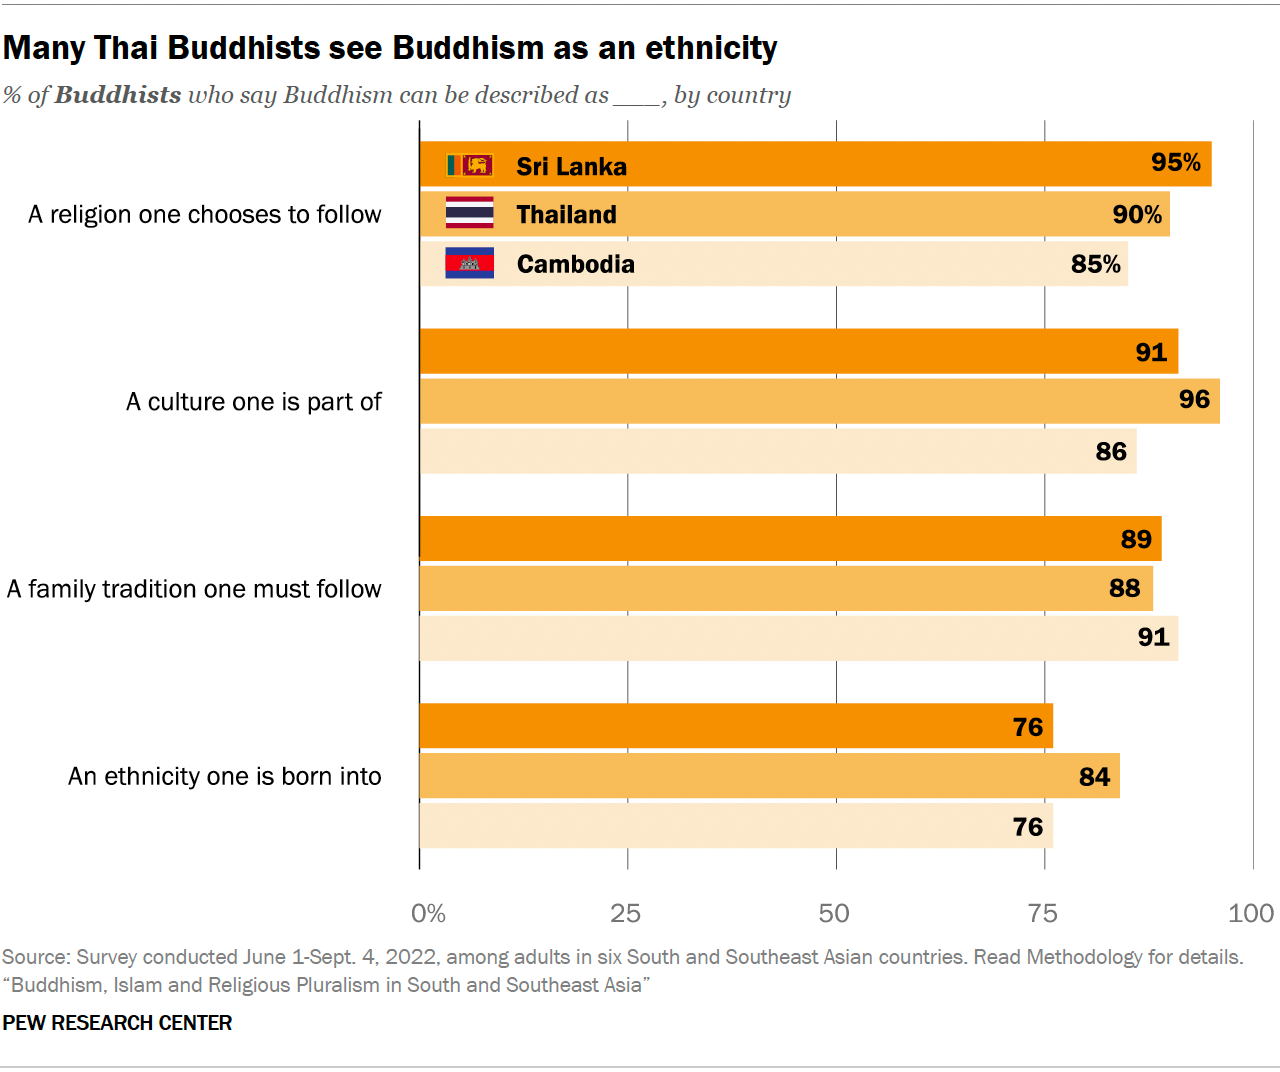 Many Thai Buddhists see Buddhism as an ethnicity
% of Buddhists who say Buddhism can be described as ___, by country
A religion one chooses to follow
Sri Lanka 95%
Thailand 90%
Cambodia 85%
A culture one is part of
91
96
86
A family tradition one must follow
89
88
91
An ethnicity one is born into
76
84
76
0% 25 50 75 100
Source: Survey conducted June 1-Sept. 4, 2022, among adults in six South and Southeast Asian countries. Read Methodology for details.
“Buddhism, Islam and Religious Pluralism in South and Southeast Asia”
PEW RESEARCH CENTER